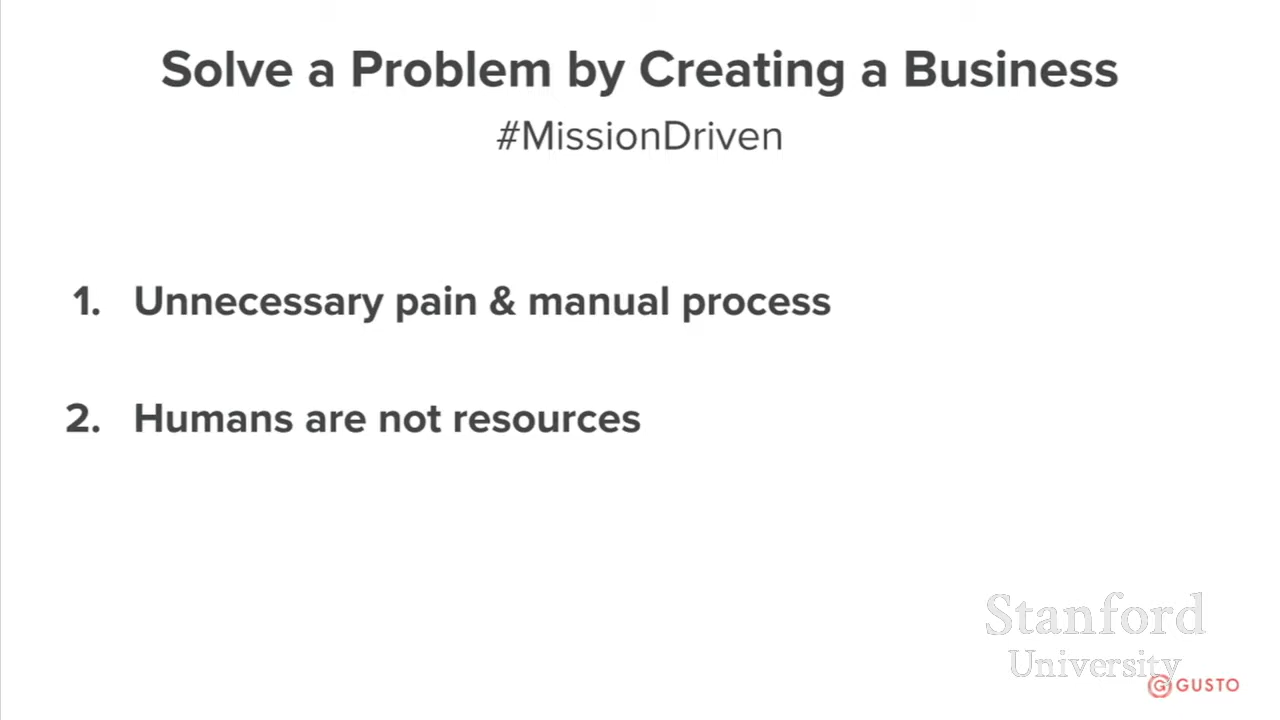 Solve a Problem by Creating a Business
#MissionDriven
1. Unnecessary pain & manual process
2. Humans are not resources
Stanford
University
GUSTO